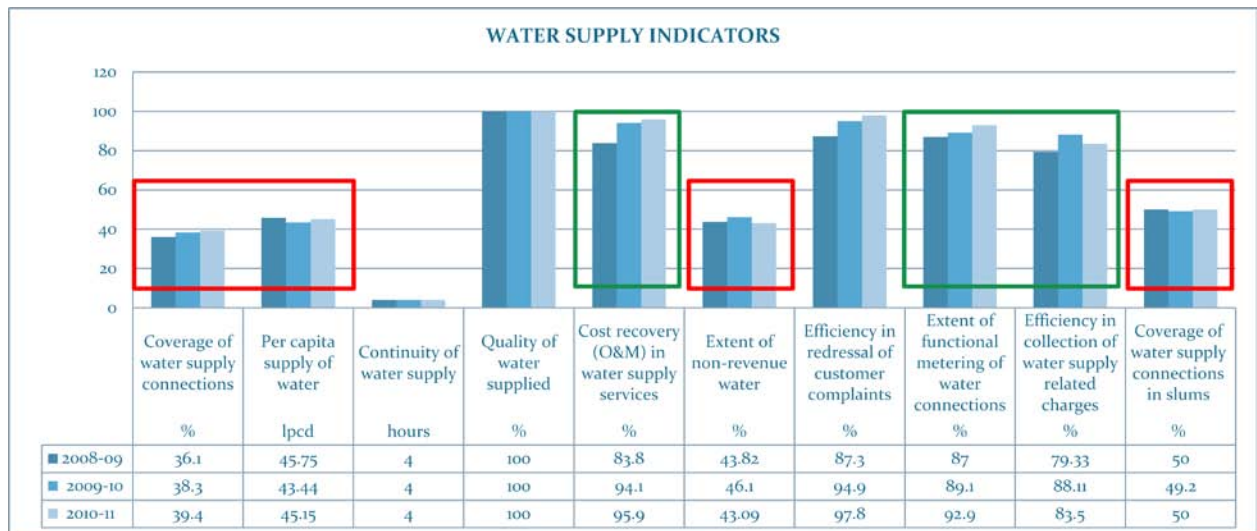 WATER SUPPLY INDICATORS
120
100
80
60
40
20
0
Coverage of
water supply
connections
%
Per capita
supply of
water
lpcd
Continuity of
water supply
hours
Quality of
water
supplied
%
Cost recovery
(O&M) in
water supply
services
%
Extent of
non-revenue
water
%
Efficiency in
redressal of
customer
complaints
%
Extent of
functional
metering of
water
connections
%
Efficiency in
collection of
water supply
related
charges
%
Coverage of
water supply
connections
in slums
%
2008-09 36.1 45.75 4 100 83.8 43.82 87.3 87 79.33 50
2009-10 38.3 43.44 4 100 94.1 46.1 94.9 89.1 88.11 49.2
2010-11 39.4 45.15 4 100 95.9 43.09 97.8 92.9 83.5 50